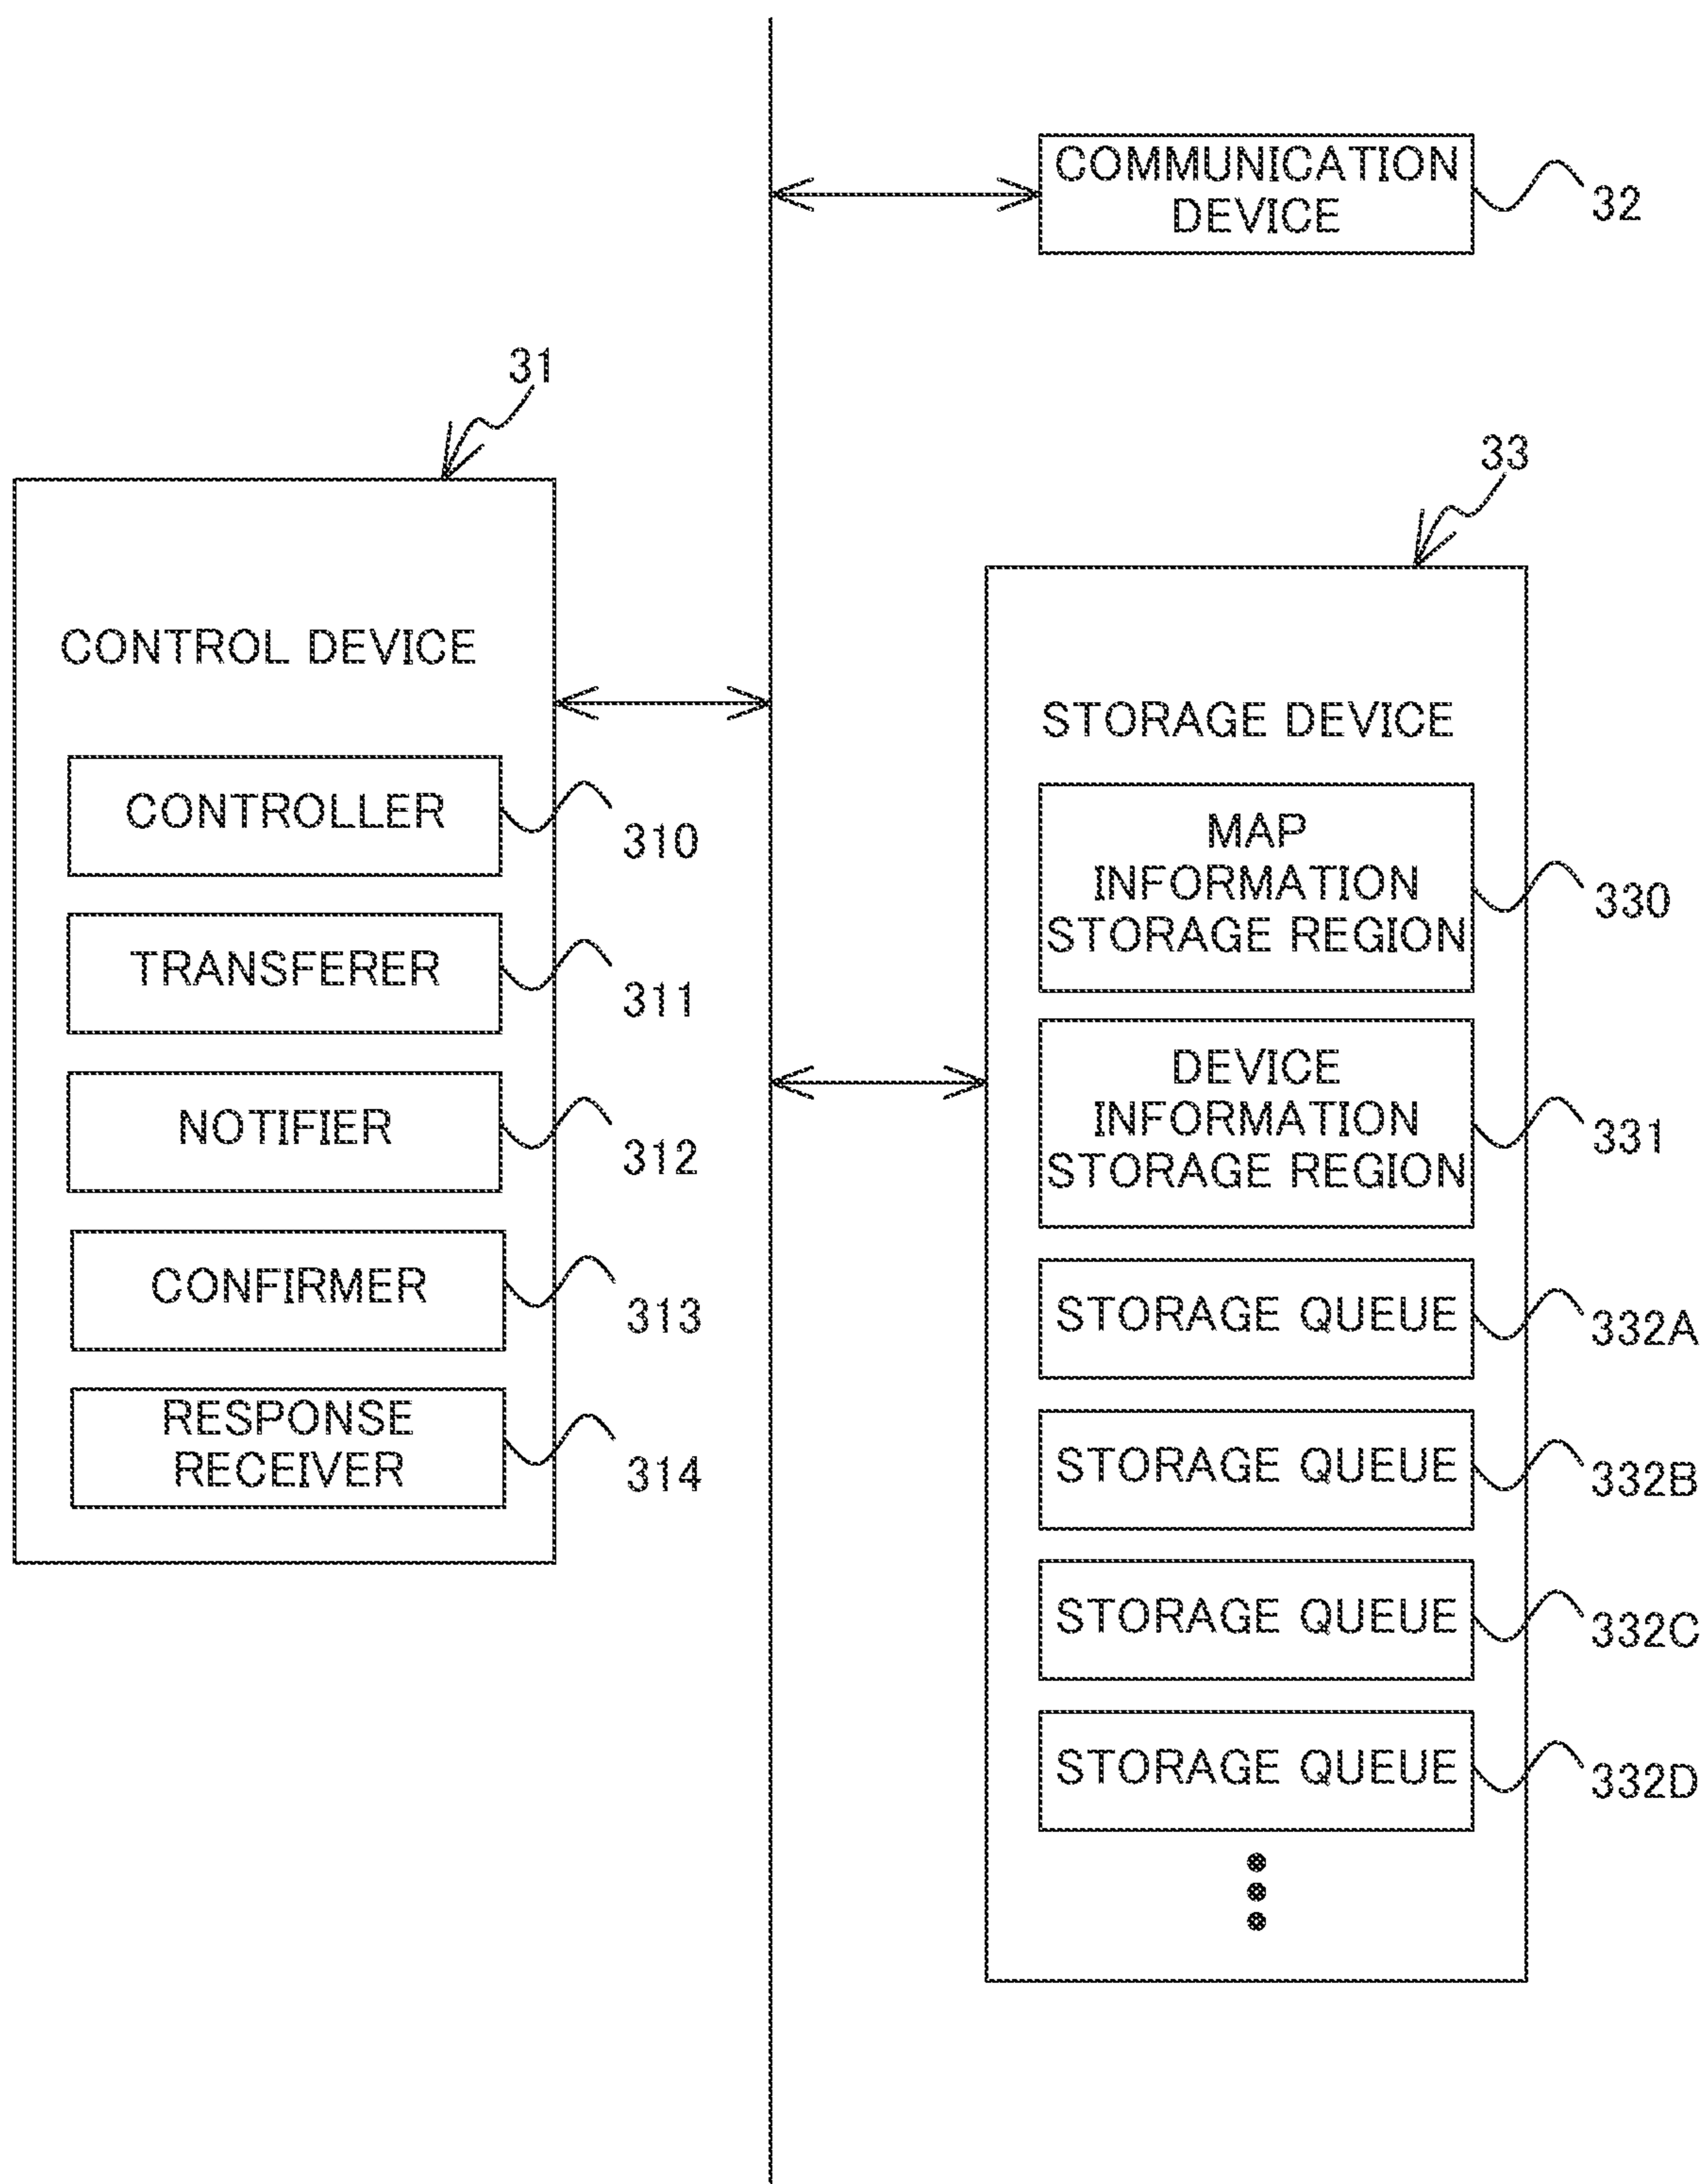 COMMUNICATION
DEVICE
32
31
CONTROL DEVICE
CONTROLLER
310
TRANSFERER
311
NOTIFIER
312
CONFIRMER
313
RESPONSE
RECEIVER
314
33
STORAGE DEVICE
MAP
INFORMATION
STORAGE REGION
330
DEVICE
INFORMATION
STORAGE REGION
331
STORAGE QUEUE
332A
STORAGE QUEUE
332B
STORAGE QUEUE
332C
STORAGE QUEUE
332D